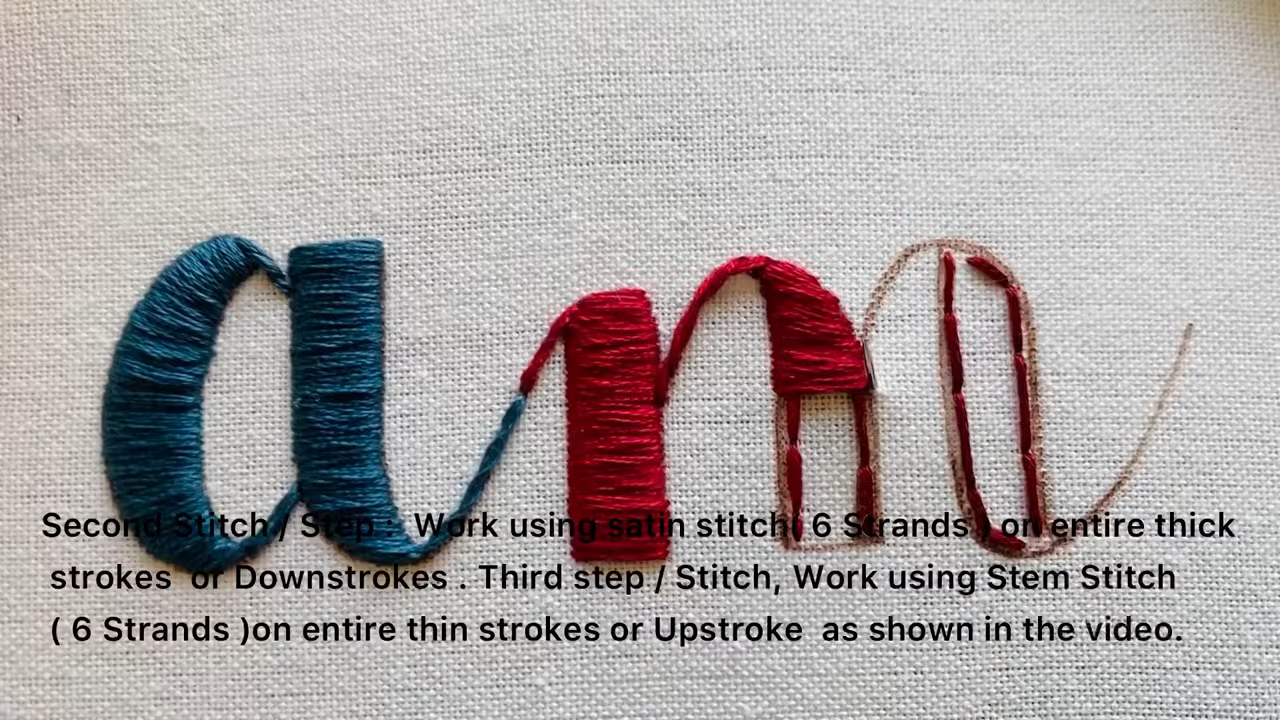 am
Second Stitch / Step :  Work using satin stitch( 6 Strands ) on entire thick
strokes  or Downstrokes . Third step / Stitch, Work using Stem Stitch
( 6 Strands )on entire thin strokes or Upstroke  as shown in the video.